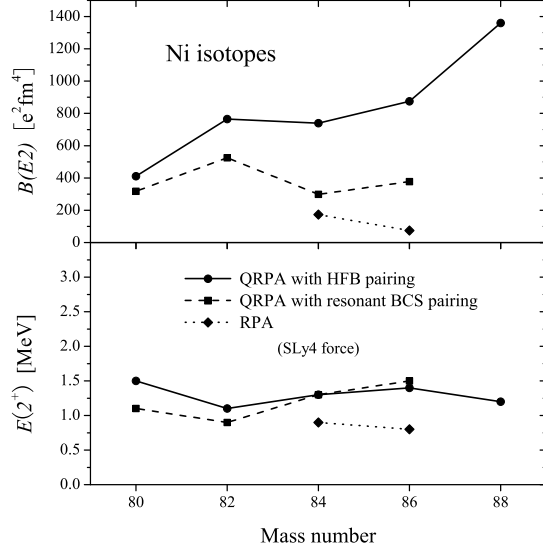 1400
1200
1000
800
600
400
200
0
B(E2) [e²fm⁴]
Ni isotopes
3.0
2.5
2.0
1.5
1.0
0.5
0.0
E(2⁺) [MeV]
QRPA with HFB pairing
QRPA with resonant BCS pairing
RPA
(SLy4 force)
80 82 84 86 88
Mass number